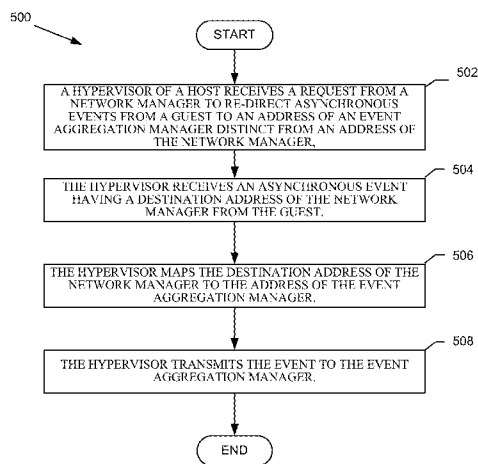 500
START
502
A HYPERVISOR OF A HOST RECEIVES A REQUEST FROM A
NETWORK MANAGER TO RE-DIRECT ASYNCHRONOUS
EVENTS FROM A GUEST TO AN ADDRESS OF AN EVENT
AGGREGATION MANAGER DISTINCT FROM AN ADDRESS OF
THE NETWORK MANAGER,
504
THE HYPERVISOR RECEIVES AN ASYNCHRONOUS EVENT
HAVING A DESTINATION ADDRESS OF THE NETWORK
MANAGER FROM THE GUEST.
506
THE HYPERVISOR MAPS THE DESTINATION ADDRESS OF THE
NETWORK MANAGER TO THE ADDRESS OF THE EVENT
AGGREGATION MANAGER.
508
THE HYPERVISOR TRANSMITS THE EVENT TO THE EVENT
AGGREGATION MANAGER.
END